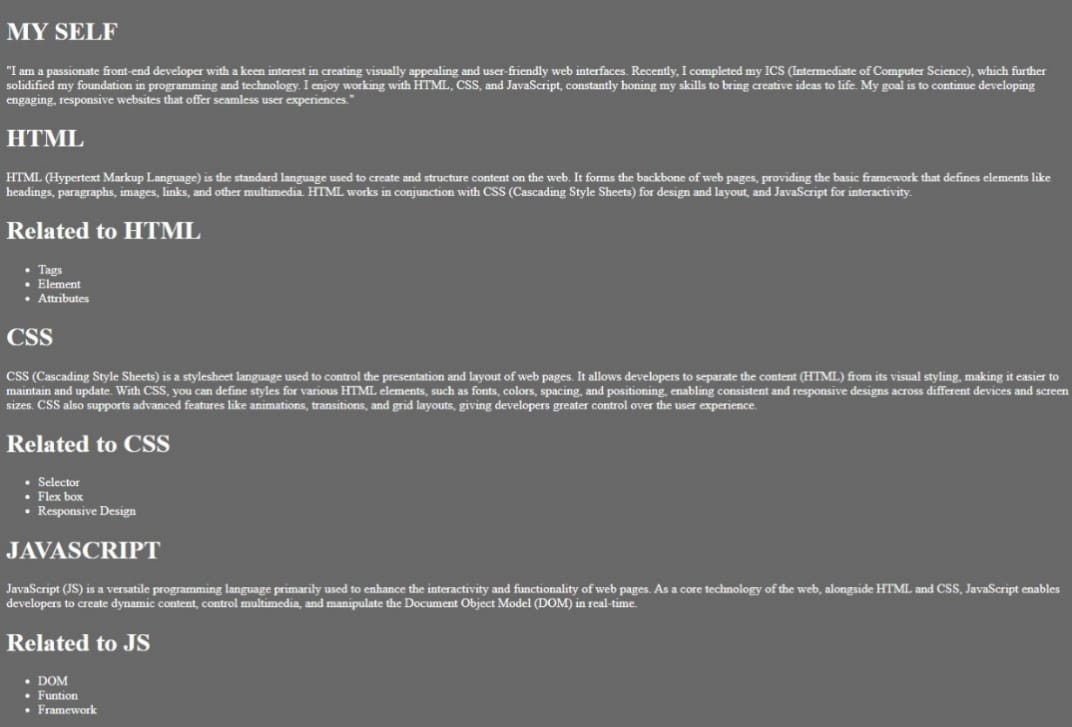 MY SELF
"I am a passionate front-end developer with a keen interest in creating visually appealing and user-friendly web interfaces. Recently, I completed my ICS (Intermediate of Computer Science), which further
solidified my foundation in programming and technology. I enjoy working with HTML, CSS, and JavaScript, constantly honing my skills to bring creative ideas to life. My goal is to continue developing
engaging, responsive websites that offer seamless user experiences."
HTML
HTML (Hypertext Markup Language) is the standard language used to create and structure content on the web. It forms the backbone of web pages, providing the basic framework that defines elements like
headings, paragraphs, images, links, and other multimedia. HTML works in conjunction with CSS (Cascading Style Sheets) for design and layout, and JavaScript for interactivity.
Related to HTML
• Tags
• Element
• Attributes
CSS
CSS (Cascading Style Sheets) is a stylesheet language used to control the presentation and layout of web pages. It allows developers to separate the content (HTML) from its visual styling, making it easier to
maintain and update. With CSS, you can define styles for various HTML elements, such as fonts, colors, spacing, and positioning, enabling consistent and responsive designs across different devices and screen
sizes. CSS also supports advanced features like animations, transitions, and grid layouts, giving developers greater control over the user experience.
Related to CSS
• Selector
• Flex box
• Responsive Design
JAVASCRIPT
JavaScript (JS) is a versatile programming language primarily used to enhance the interactivity and functionality of web pages. As a core technology of the web, alongside HTML and CSS, JavaScript enables
developers to create dynamic content, control multimedia, and manipulate the Document Object Model (DOM) in real-time.
Related to JS
• DOM
• Funtion
• Framework